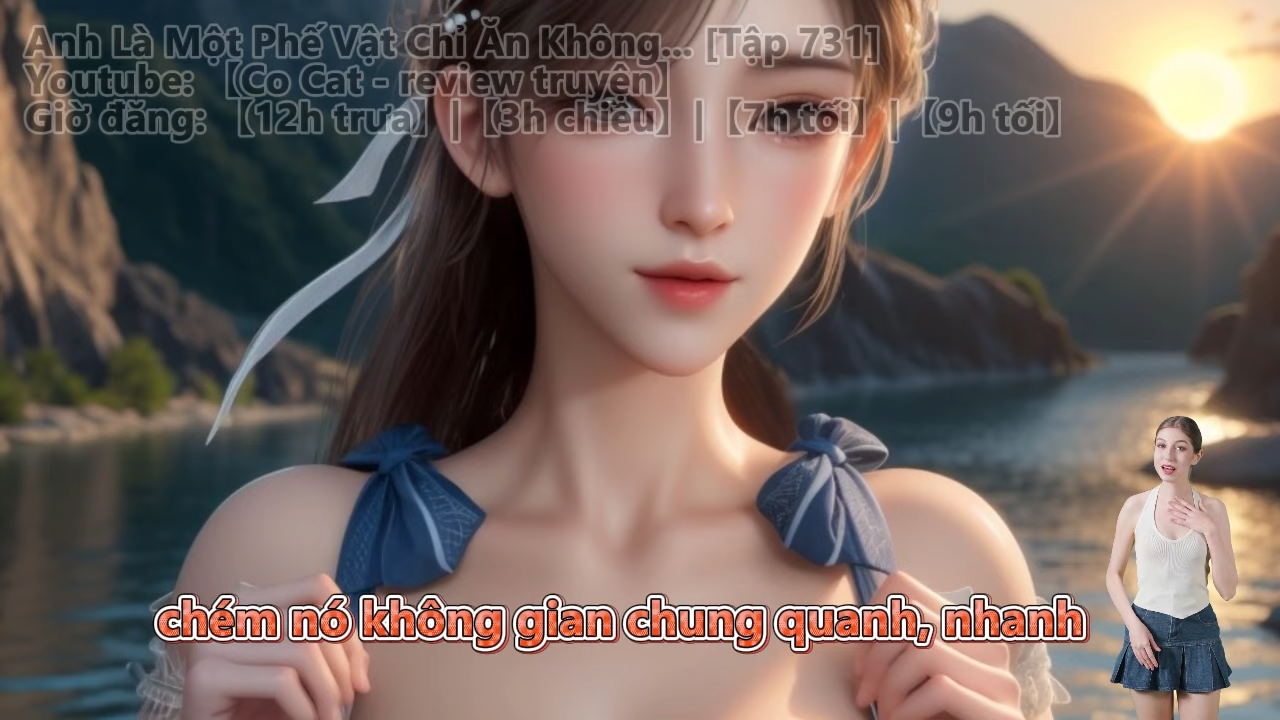 Anh Là Một Phế Vật Chỉ Ăn Không... [Tập 731]
Youtube: [Co Cat - review truyện]
Giờ đăng: [12h trưa] | [3h chiều] | [7h tối] | [9h tối]
chém nó không gian chung quanh, nhanh